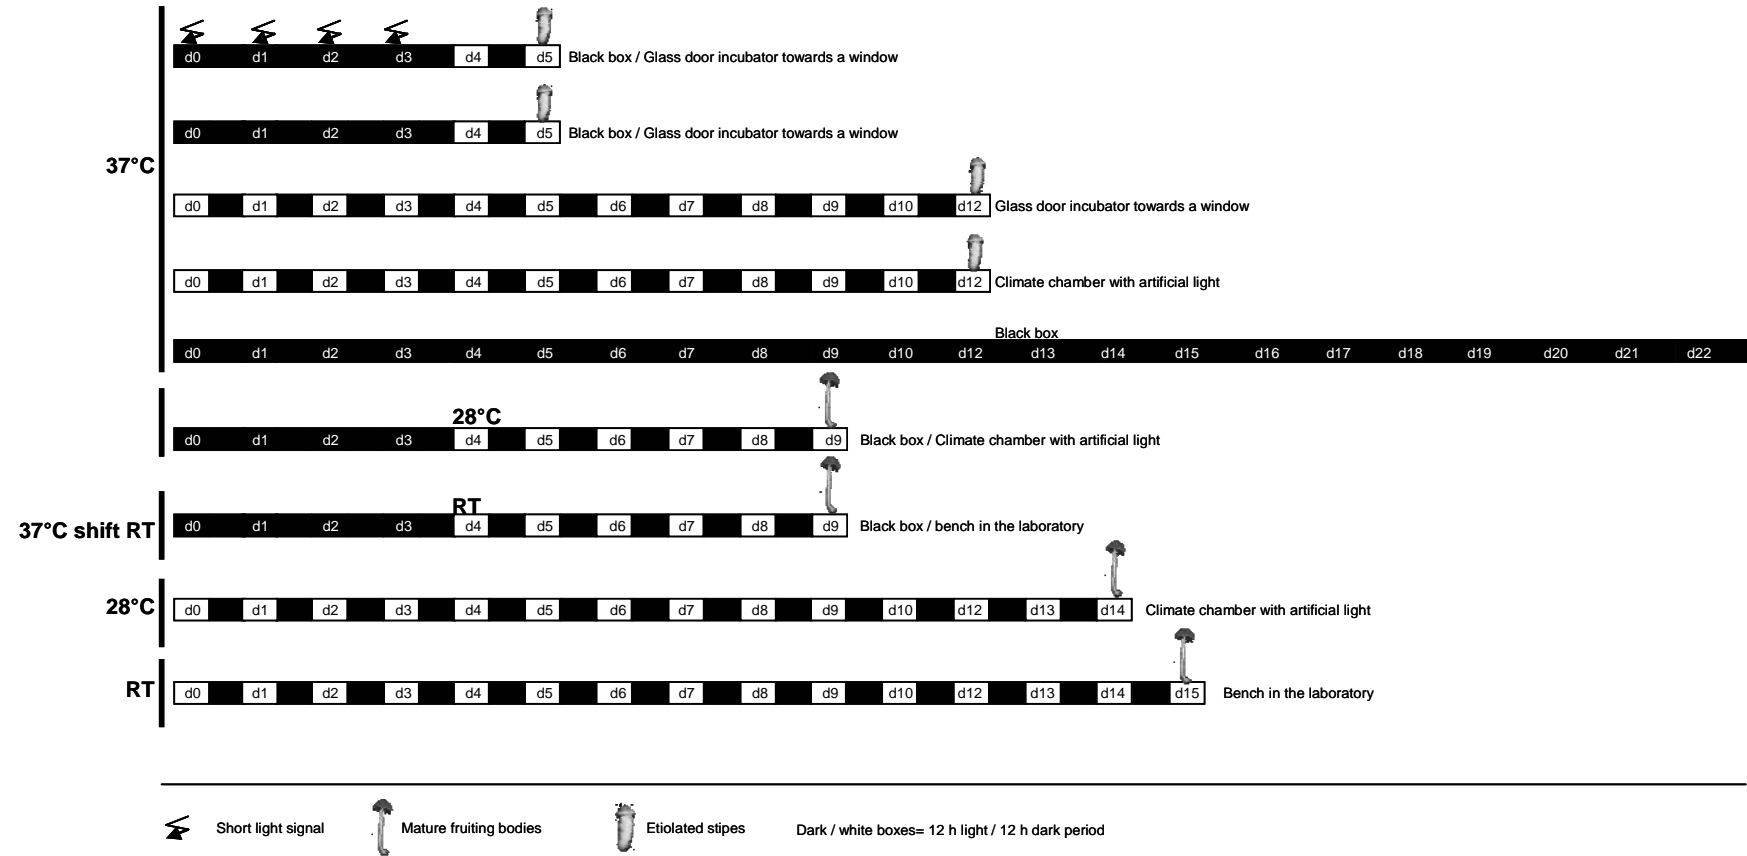 d0 d1 d2 d3 d4 d5 Black box / Glass door incubator towards a window
d0 d1 d2 d3 d4 d5 Black box / Glass door incubator towards a window
37°C
d0 d1 d2 d3 d4 d5 d6 d7 d8 d9 d10 d12 Glass door incubator towards a window
d0 d1 d2 d3 d4 d5 d6 d7 d8 d9 d10 d12 Climate chamber with artificial light
Black box
d0 d1 d2 d3 d4 d5 d6 d7 d8 d9 d10 d12 d13 d14 d15 d16 d17 d18 d19 d20 d21 d22
28°C
d0 d1 d2 d3 d4 d5 d6 d7 d8 d9 Black box / Climate chamber with artificial light
RT
37°C shift RT d0 d1 d2 d3 d4 d5 d6 d7 d8 d9 Black box / bench in the laboratory
28°C d0 d1 d2 d3 d4 d5 d6 d7 d8 d9 d10 d12 d13 d14 Climate chamber with artificial light
RT d0 d1 d2 d3 d4 d5 d6 d7 d8 d9 d10 d12 d13 d14 d15 Bench in the laboratory
Short light signal Mature fruiting bodies Etiolated stipes Dark / white boxes= 12 h light / 12 h dark period